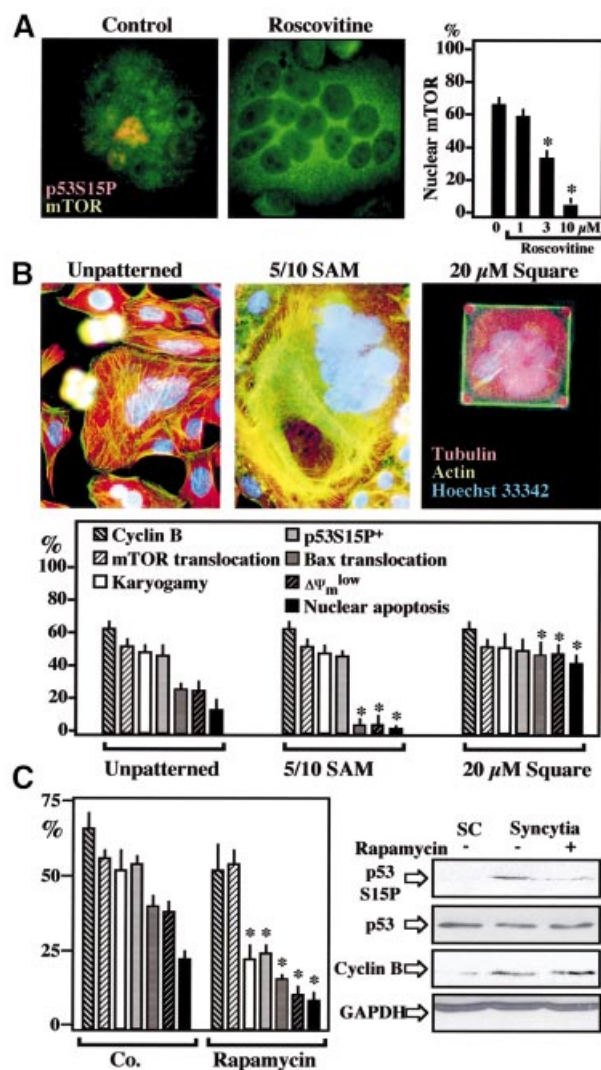 A
Control
Roscovitine
p53S15P
mTOR
%
Nuclear mTOR
100
80
60
40
20
0
0 1 3 10 µM
Roscovitine
* *
B
Unpatterned
5/10 SAM
20 µM Square
Tubulin
Actin
Hoechst 33342
%
80
60
40
20
0
Cyclin B
mTOR translocation
Karyogamy
p53S15P+
Bax translocation
ΔΨm low
Nuclear apoptosis
* * *
* * *
Unpatterned
5/10 SAM
20 µM Square
C
75
%
50
25
0
* * * * *
Co.
Rapamycin
SC Syncytia
Rapamycin - - +
p53
S15P
p53
Cyclin B
GAPDH